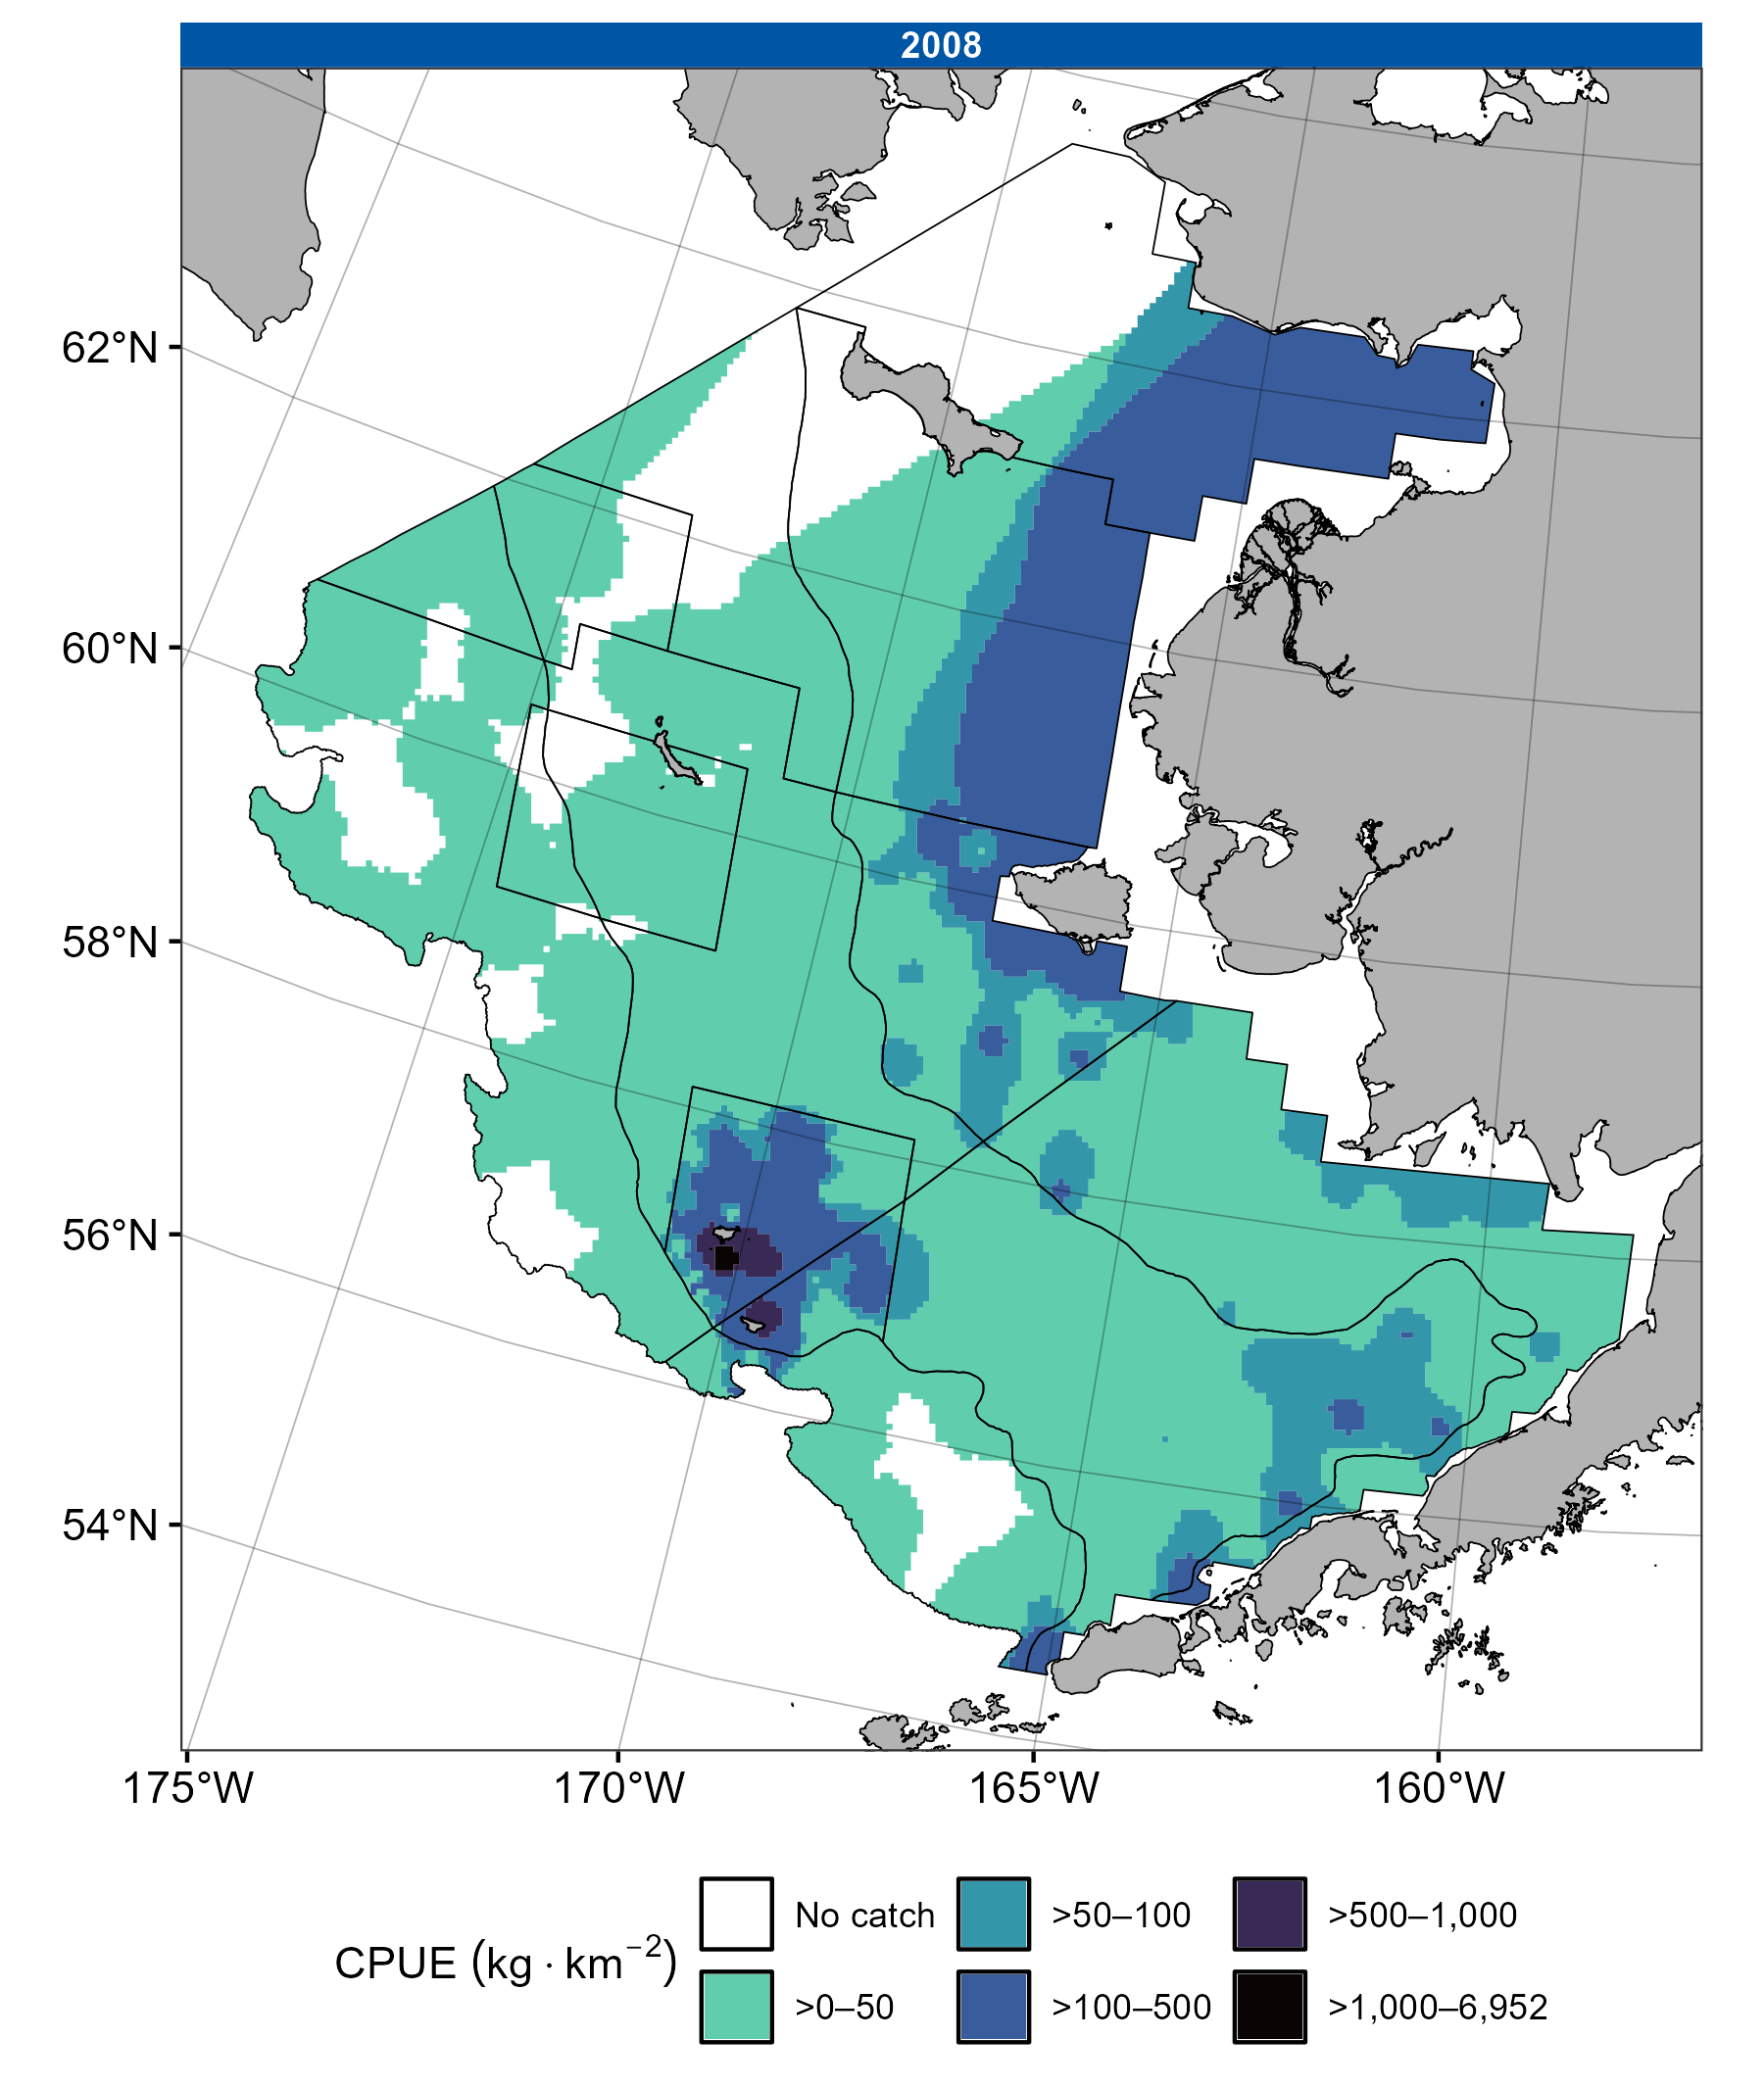 2008
62°N
60°N
58°N
56°N
54°N
175°W 170°W 165°W 160°W
CPUE (kg · km⁻²)
No catch >50–100 >500–1,000
>0–50 >100–500 >1,000–6,952